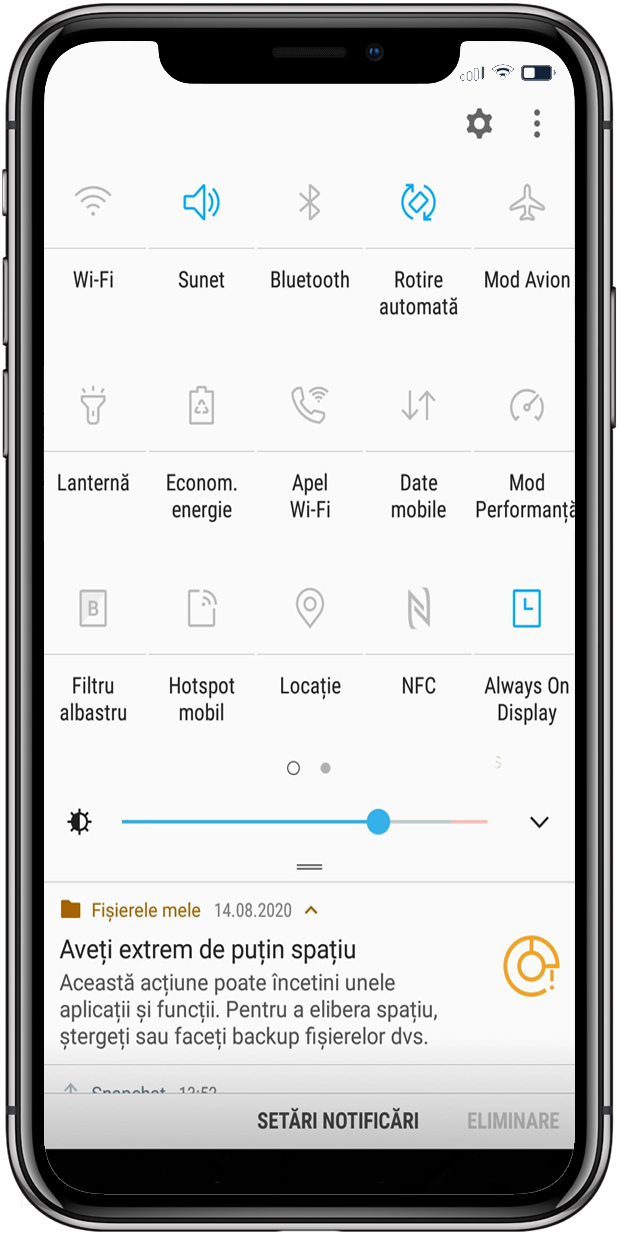 Wi-Fi
Sunet
Bluetooth
Rotire
automată
Mod Avion
Lanternă
Econom.
energie
Apel
Wi-Fi
Date
mobile
Mod
Performanță
B
Filtru
albastru
Hotspot
mobil
Locație
NFC
Always On
Display
Fișierele mele 14.08.2020
Aveți extrem de puțin spațiu
Această acțiune poate încetini unele
aplicații și funcții. Pentru a elibera spațiu,
ștergeți sau faceți backup fișierelor dvs.
Snapchat 13:52
SETĂRI NOTIFICĂRI ELIMINARE